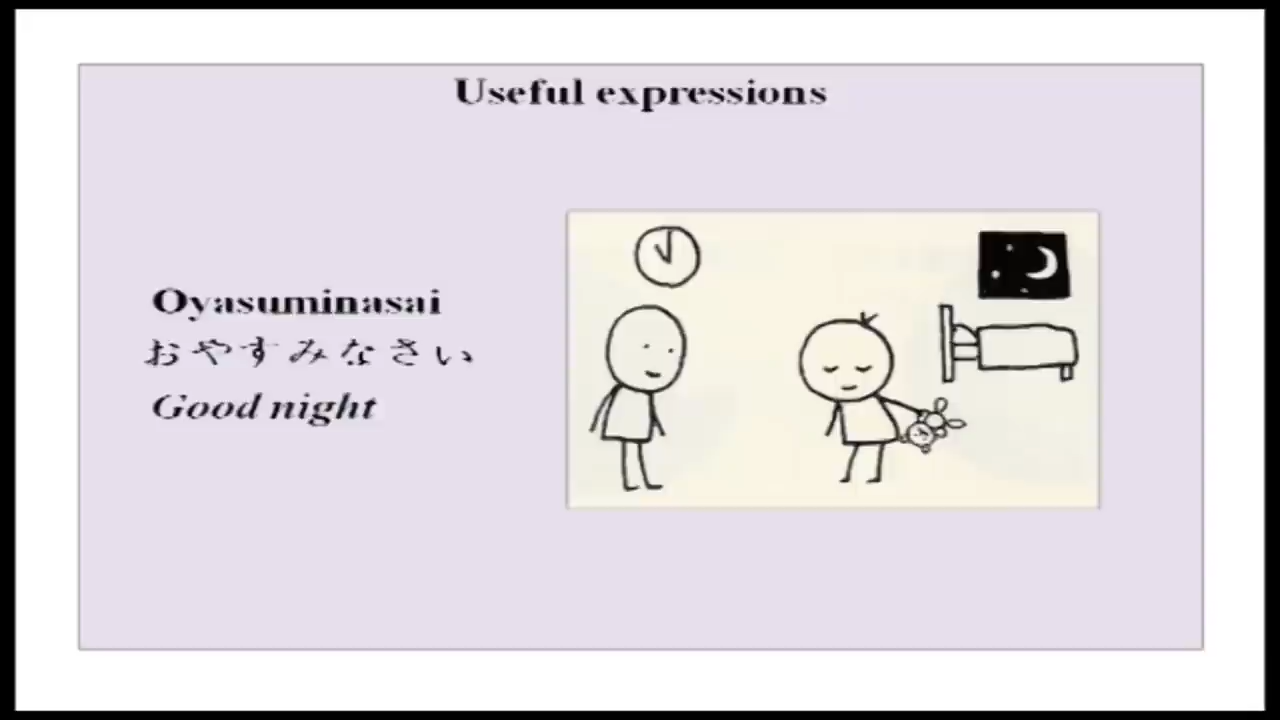 Useful expressions
Oyasuminasai
おやすみなさい
Good night